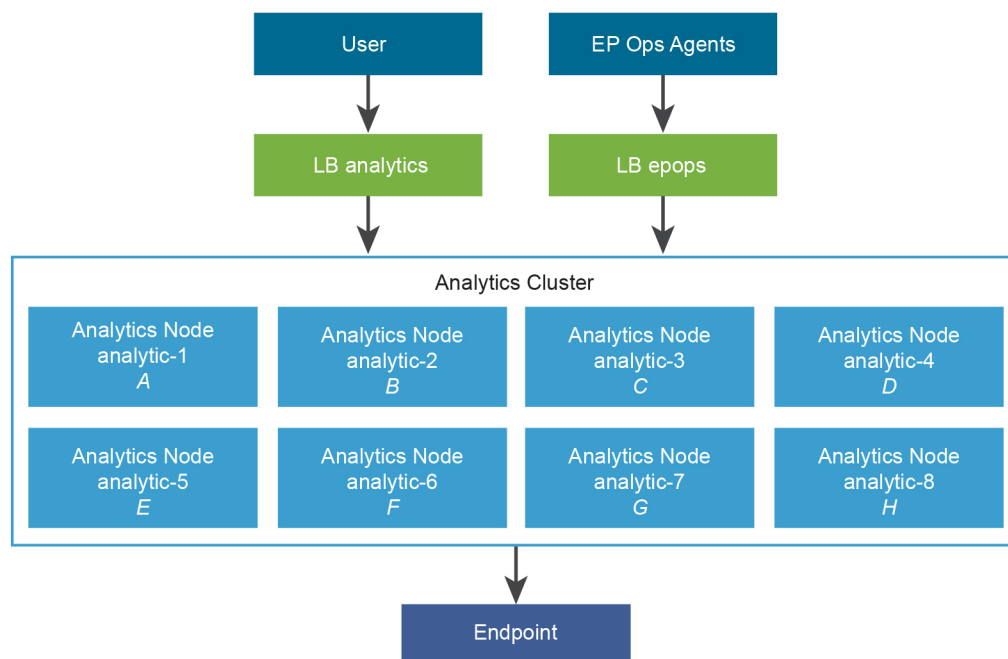 User
EP Ops Agents
LB analytics
LB epops
Analytics Cluster
Analytics Node
analytic-1
A
Analytics Node
analytic-2
B
Analytics Node
analytic-3
C
Analytics Node
analytic-4
D
Analytics Node
analytic-5
E
Analytics Node
analytic-6
F
Analytics Node
analytic-7
G
Analytics Node
analytic-8
H
Endpoint